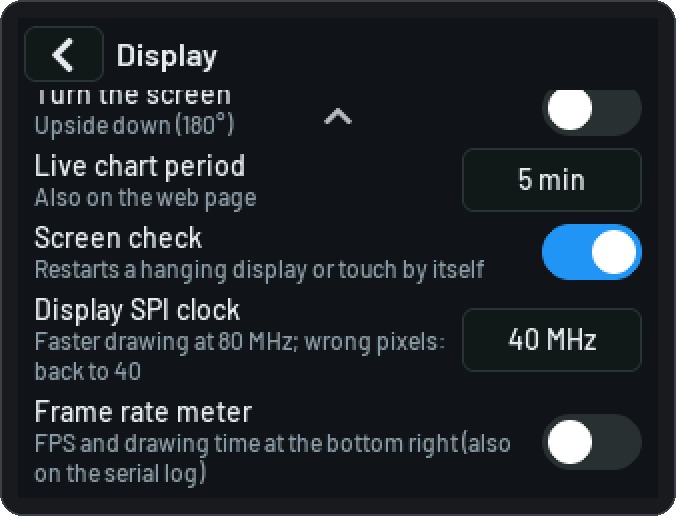 Display
Turn the screen
Upside down (180°)
Live chart period
Also on the web page
5 min
Screen check
Restarts a hanging display or touch by itself
Display SPI clock
Faster drawing at 80 MHz; wrong pixels:
back to 40
40 MHz
Frame rate meter
FPS and drawing time at the bottom right (also
on the serial log)